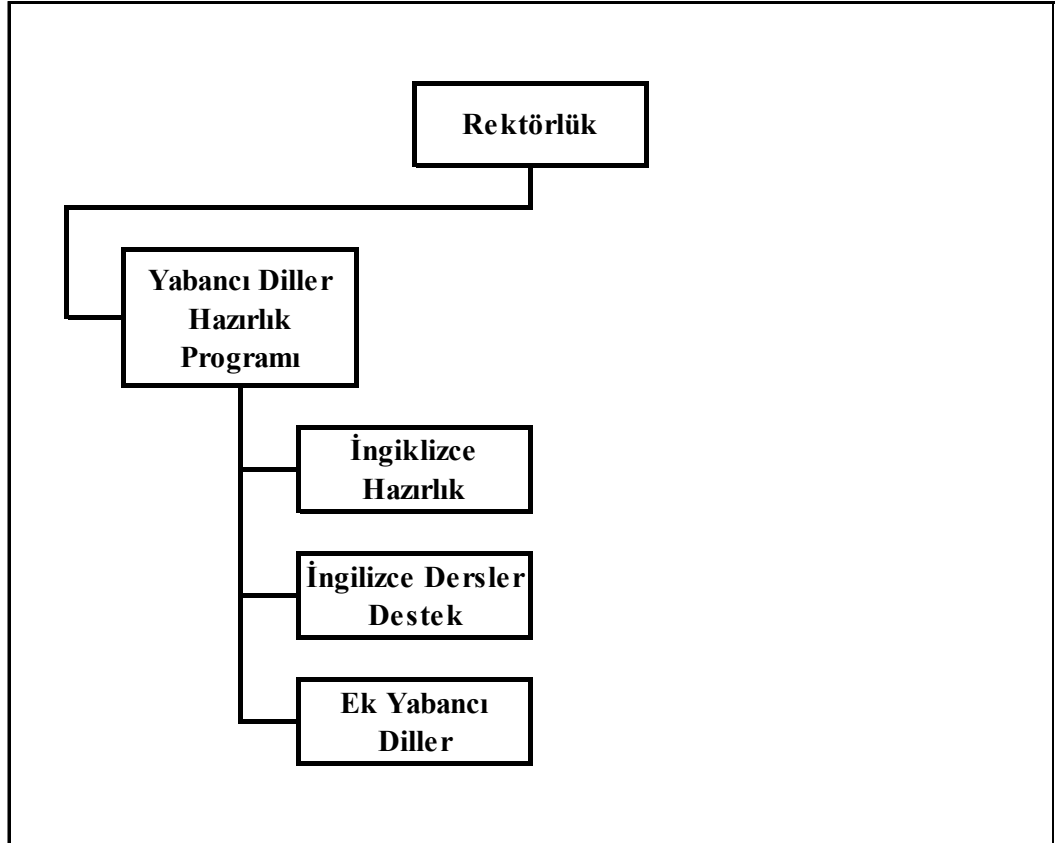 Rektörlük
Yabancı Diller
Hazırlık
Programı
İngiklizce
Hazırlık
İngilizce Dersler
Destek
Ek Yabancı
Diller